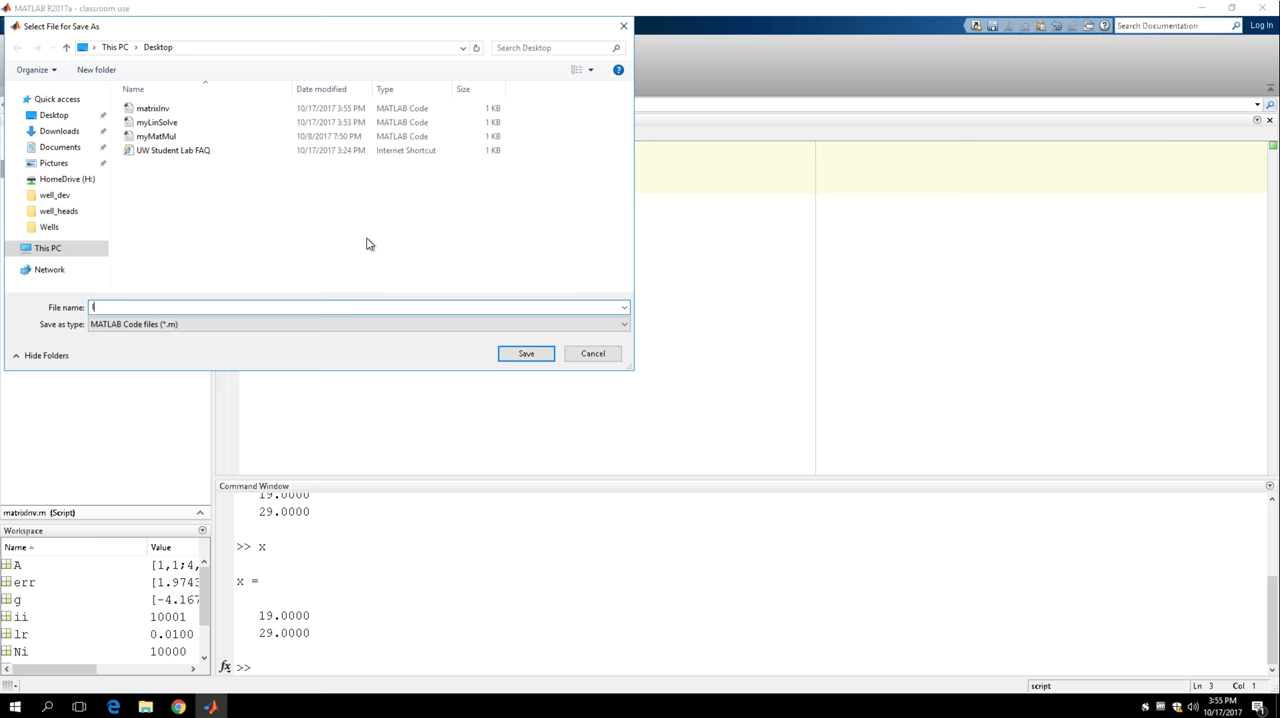 MATLAB R2017a - classroom use
Select File for Save As
Search Documentation
Log In
This PC
Desktop
Search Desktop
Organize
New folder
Name
Date modified
Type
Size
Quick access
Desktop
Downloads
Documents
Pictures
HomeDrive (H:)
well_dev
well_heads
Wells
This PC
Network
matrixInv 10/17/2017 3:55 PM MATLAB Code 1 KB
myLinSolve 10/17/2017 3:53 PM MATLAB Code 1 KB
myMatMul 10/8/2017 7:50 PM MATLAB Code 1 KB
UW Student Lab FAQ 10/17/2017 3:24 PM Internet Shortcut 1 KB
File name:
Save as type: MATLAB Code files (*.m)
Hide Folders
Save
Cancel
matrixInv.m (Script)
Workspace
Name Value
A [1,1;4,
err [1.9743
g [-4.167
ii 10001
lr 0.0100
Ni 10000
Command Window
19.0000
29.0000
>> x
x =
19.0000
29.0000
fx >>
script
Ln 3 Col 1
3:55 PM
10/17/2017